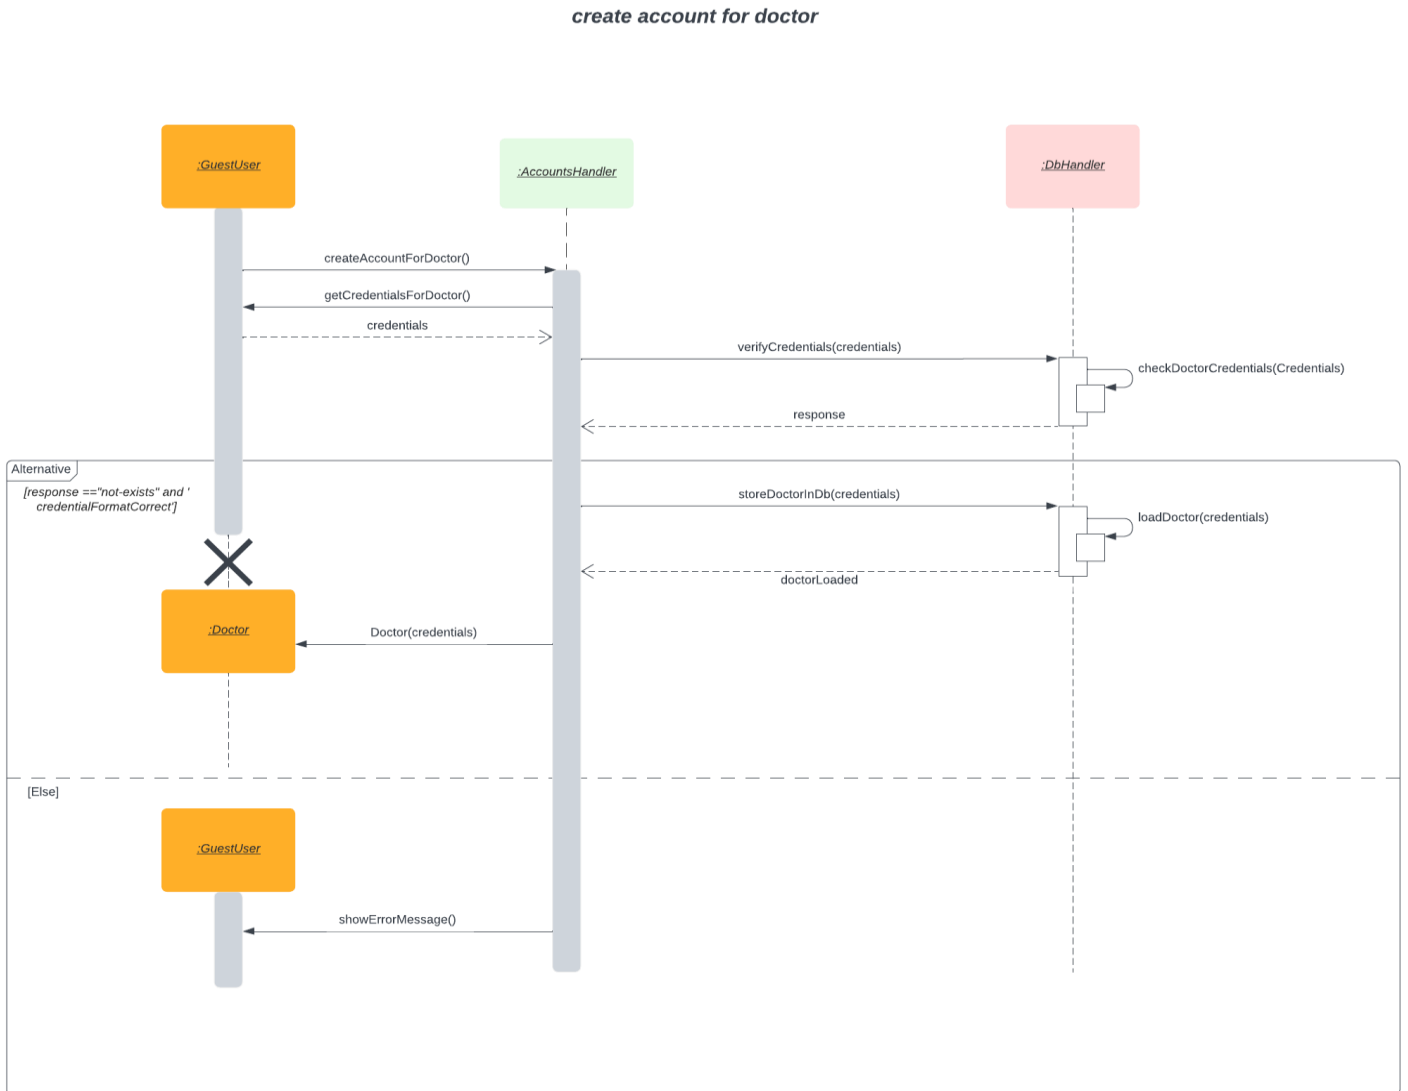 create account for doctor
:GuestUser
:AccountsHandler
:DbHandler
createAccountForDoctor()
getCredentialsForDoctor()
credentials
verifyCredentials(credentials)
checkDoctorCredentials(Credentials)
response
Alternative
[response =="not-exists" and '
credentialFormatCorrect']
storeDoctorInDb(credentials)
loadDoctor(credentials)
doctorLoaded
:Doctor
Doctor(credentials)
[Else]
:GuestUser
showErrorMessage()